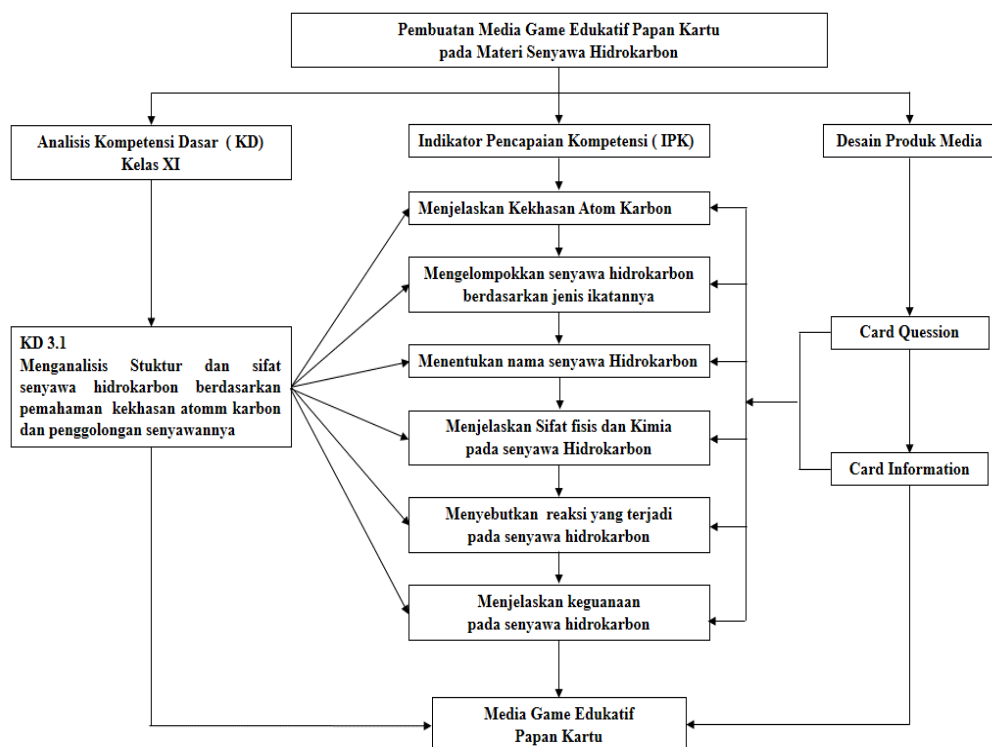 Pembuatan Media Game Edukatif Papan Kartu
pada Materi Senyawa Hidrokarbon
Analisis Kompetensi Dasar  ( KD)
Kelas XI
Indikator Pencapaian Kompetensi ( IPK)
Desain Produk Media
Menjelaskan Kekhasan Atom Karbon
Mengelompokkan senyawa hidrokarbon
berdasarkan jenis ikatannya
KD 3.1
Menganalisis Stuktur dan sifat
senyawa hidrokarbon berdasarkan
pemahaman kekhasan atomm karbon
dan penggolongan senyawannya
Menentukan nama senyawa Hidrokarbon
Menjelaskan Sifat fisis dan Kimia
pada senyawa Hidrokarbon
Menyebutkan  reaksi yang terjadi
pada senyawa hidrokarbon
Menjelaskan keguanaan
pada senyawa hidrokarbon
Card Quession
Card Information
Media Game Edukatif
Papan Kartu